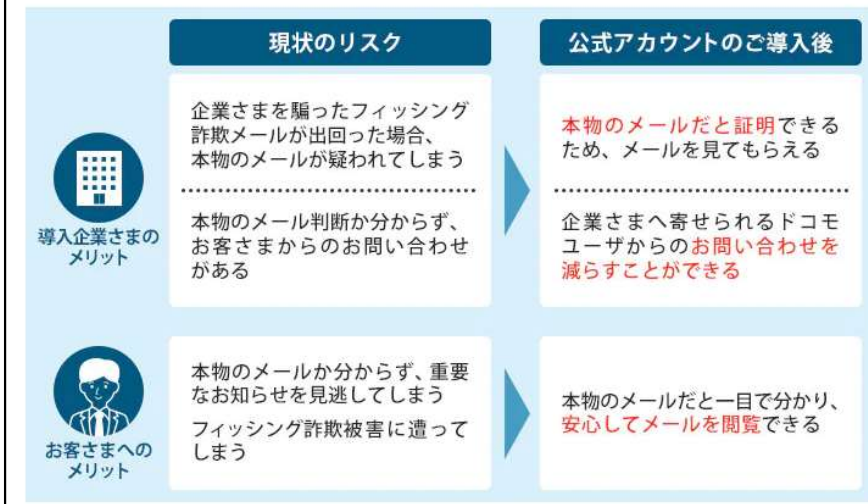 現状のリスク
公式アカウントのご導入後
導入企業さまの
メリット
企業さまを騙ったフィッシング
詐欺メールが出回った場合、
本物のメールが疑われてしまう
本物のメール判断か分からず、
お客さまからのお問い合わせ
がある
本物のメールだと証明できる
ため、メールを見てもらえる
企業さまへ寄せられるドコモ
ユーザからのお問い合わせを
減らすことができる
お客さまへの
メリット
本物のメールか分からず、重要
なお知らせを見逃してしまう
フィッシング詐欺被害に遭って
しまう
本物のメールだと一目で分かり、
安心してメールを閲覧できる